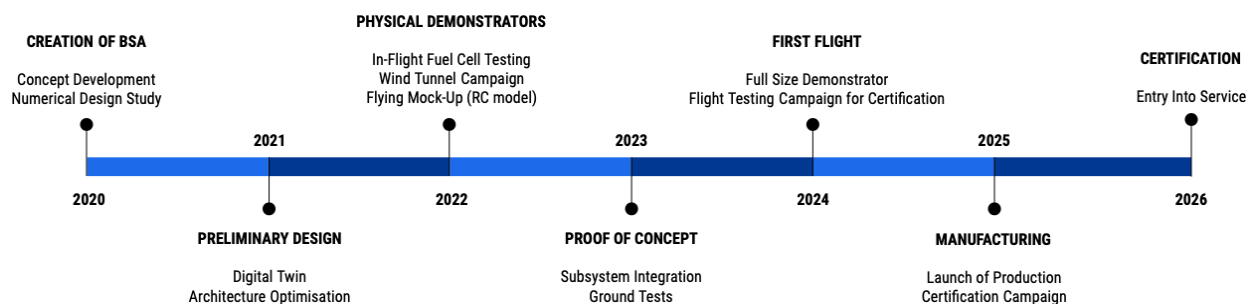 CREATION OF BSA
Concept Development
Numerical Design Study
2020
2021
PRELIMINARY DESIGN
Digital Twin
Architecture Optimisation
PHYSICAL DEMONSTRATORS
In-Flight Fuel Cell Testing
Wind Tunnel Campaign
Flying Mock-Up (RC model)
2022
2023
PROOF OF CONCEPT
Subsystem Integration
Ground Tests
FIRST FLIGHT
Full Size Demonstrator
Flight Testing Campaign for Certification
2024
2025
MANUFACTURING
Launch of Production
Certification Campaign
CERTIFICATION
Entry Into Service
2026